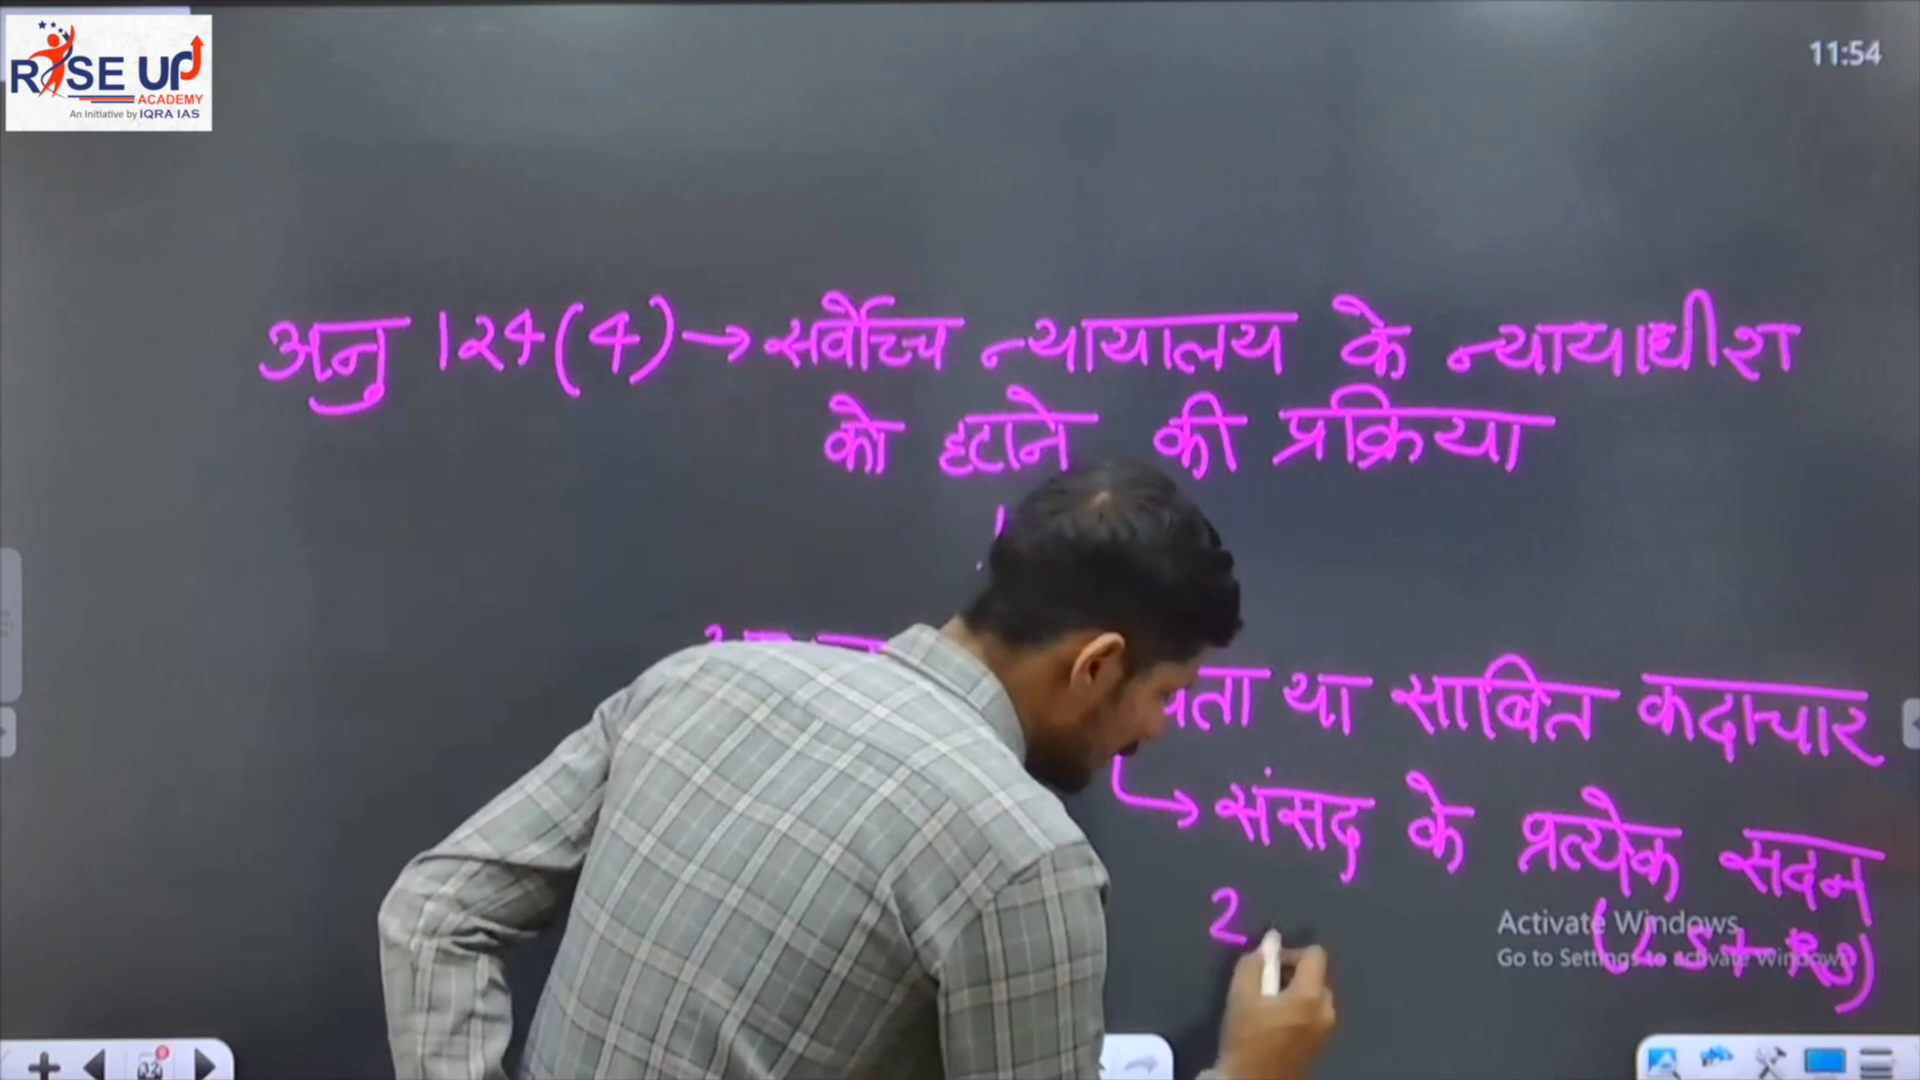 RISE UP
ACADEMY
An Initiative by IQRA IAS
11:54
अनु 124(4) → सर्वोच्च न्यायालय के न्यायाधीश
को हटाने की प्रक्रिया
या साबित कदाचार
→ संसद के प्रत्येक सदन
(LS + RS)
2
Activate Windows
Go to Settings to activate Windows